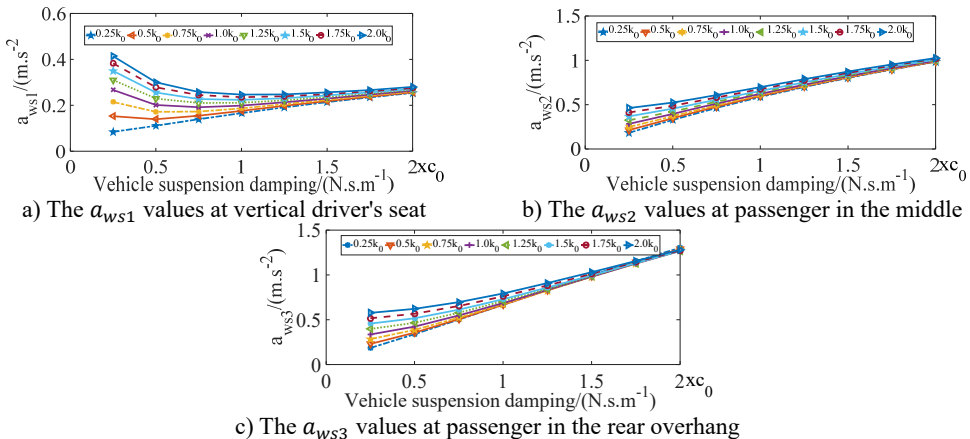 0.6
0.4
0.2
0
a_ws1/(m.s⁻²)
0.25k₀ 0.5k₀ 0.75k₀ 1.0k₀ 1.25k₀ 1.5k₀ 1.75k₀ 2.0k₀
0 0.5 1 1.5 2xc₀
Vehicle suspension damping/(N.s.m⁻¹)
a) The a_ws1 values at vertical driver's seat
1.5
1
0.5
0
a_ws2/(m.s⁻²)
0.25k₀ 0.5k₀ 0.75k₀ 1.0k₀ 1.25k₀ 1.5k₀ 1.75k₀ 2.0k₀
0 0.5 1 1.5 2xc₀
Vehicle suspension damping/(N.s.m⁻¹)
b) The a_ws2 values at passenger in the middle
1.5
1
0.5
0
a_ws3/(m.s⁻²)
0.25k₀ 0.5k₀ 0.75k₀ 1.0k₀ 1.25k₀ 1.5k₀ 1.75k₀ 2.0k₀
0 0.5 1 1.5 2xc₀
Vehicle suspension damping/(N.s.m⁻¹)
c) The a_ws3 values at passenger in the rear overhang